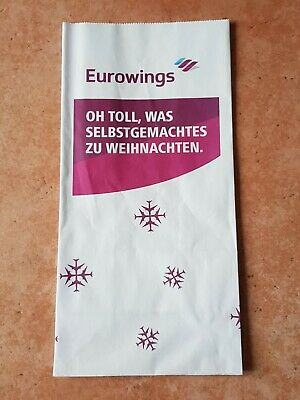 Eurowings
OH TOLL, WAS
SELBSTGEMACHTES
ZU WEIHNACHTEN.